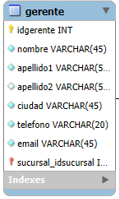 gerente
idgerente INT
nombre VARCHAR(45)
apellido1 VARCHAR(5...
apellido2 VARCHAR(5...
ciudad VARCHAR(45)
telefono VARCHAR(20)
email VARCHAR(45)
sucursal_idsucursal I...
Indexes